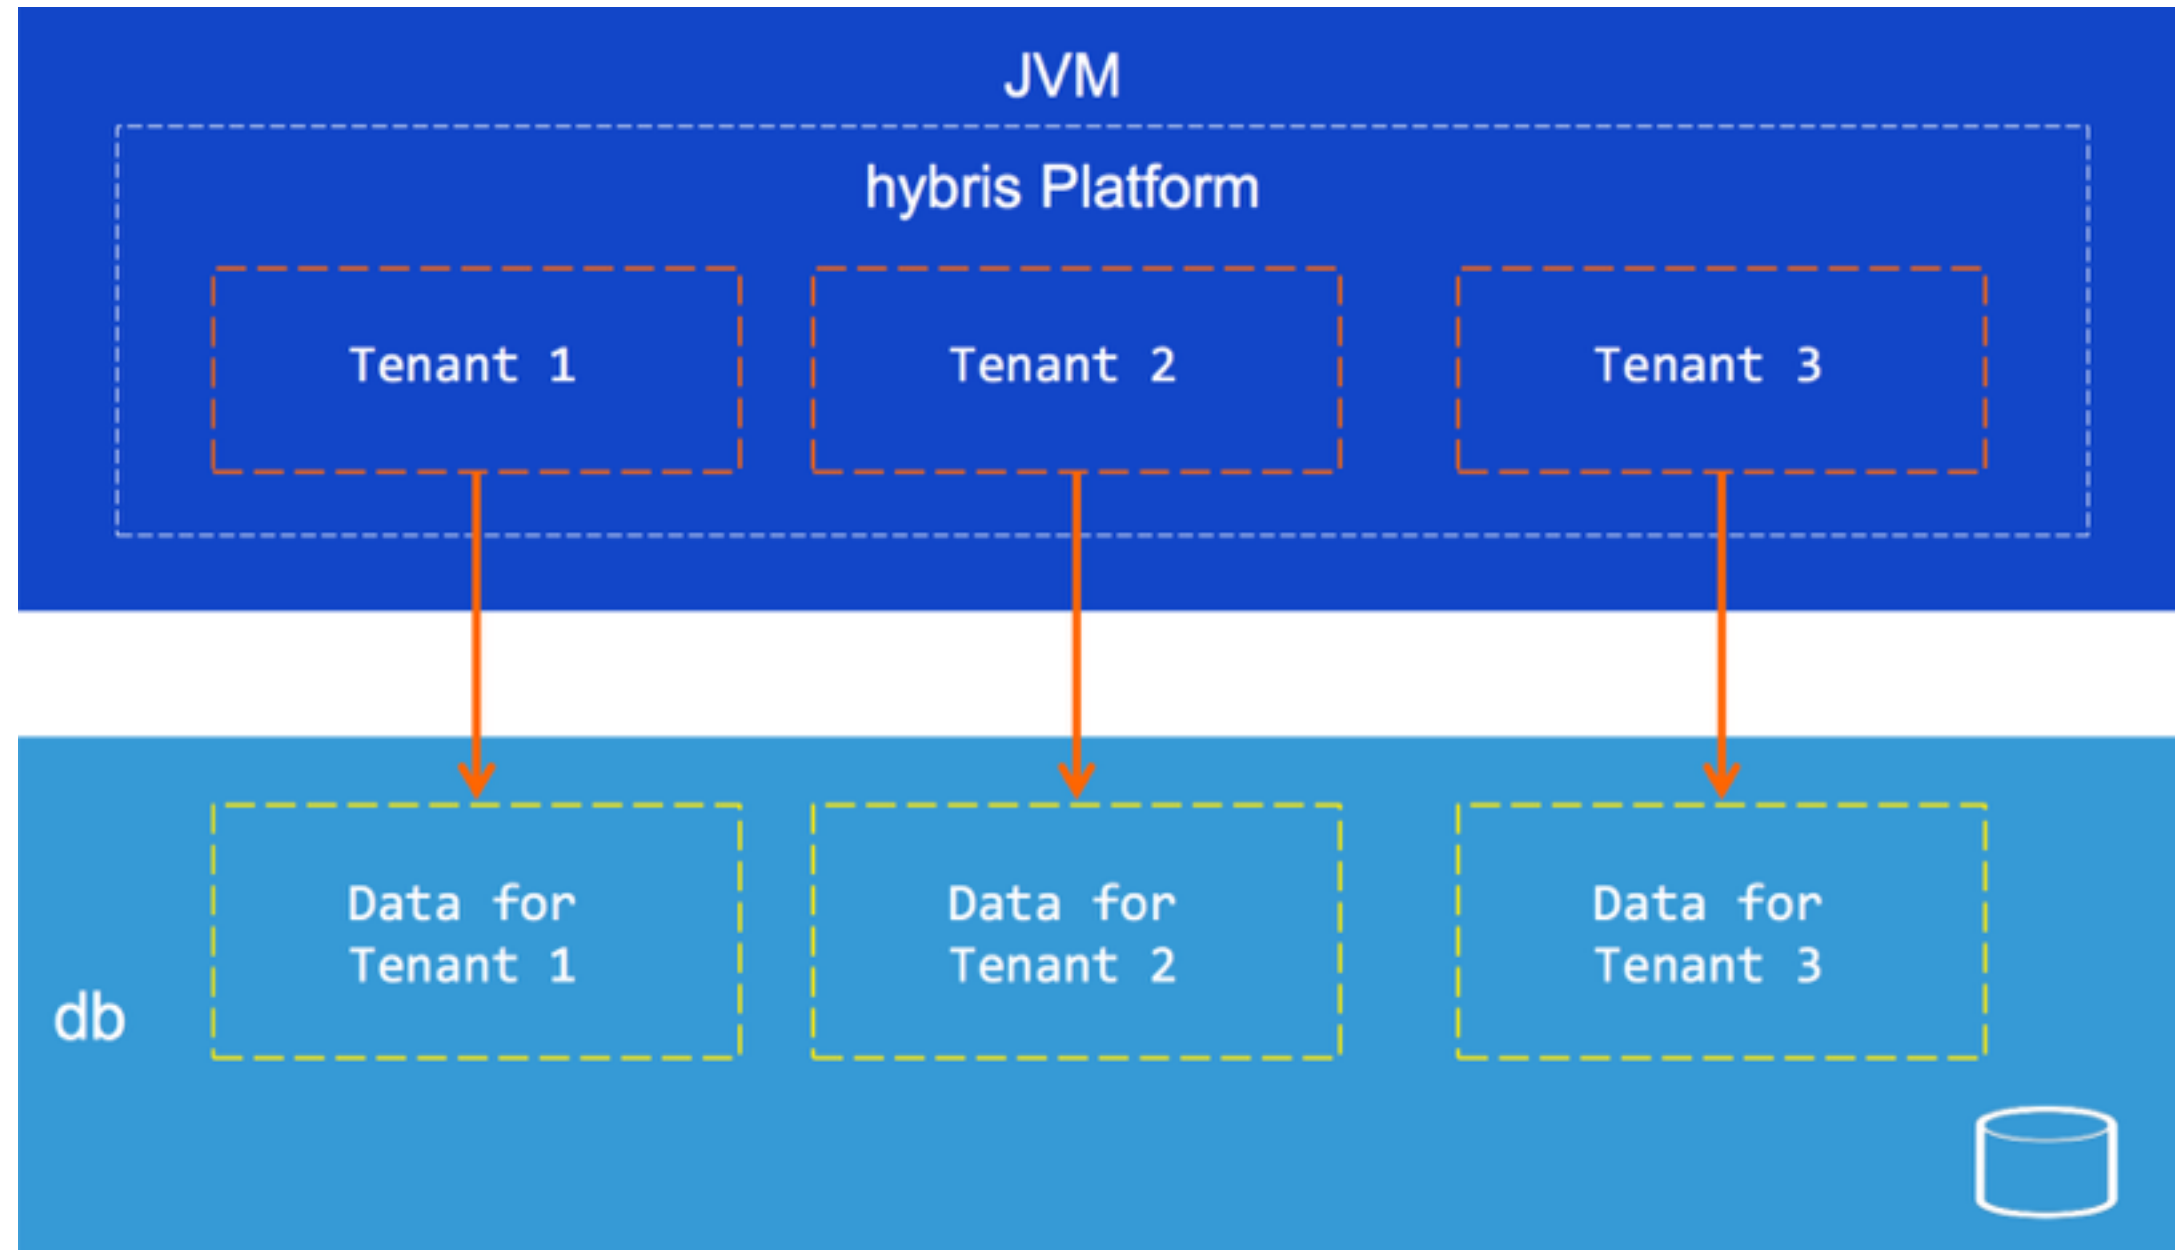 JVM
hybris Platform
Tenant 1
Tenant 2
Tenant 3
Data for
Tenant 1
Data for
Tenant 2
Data for
Tenant 3
db